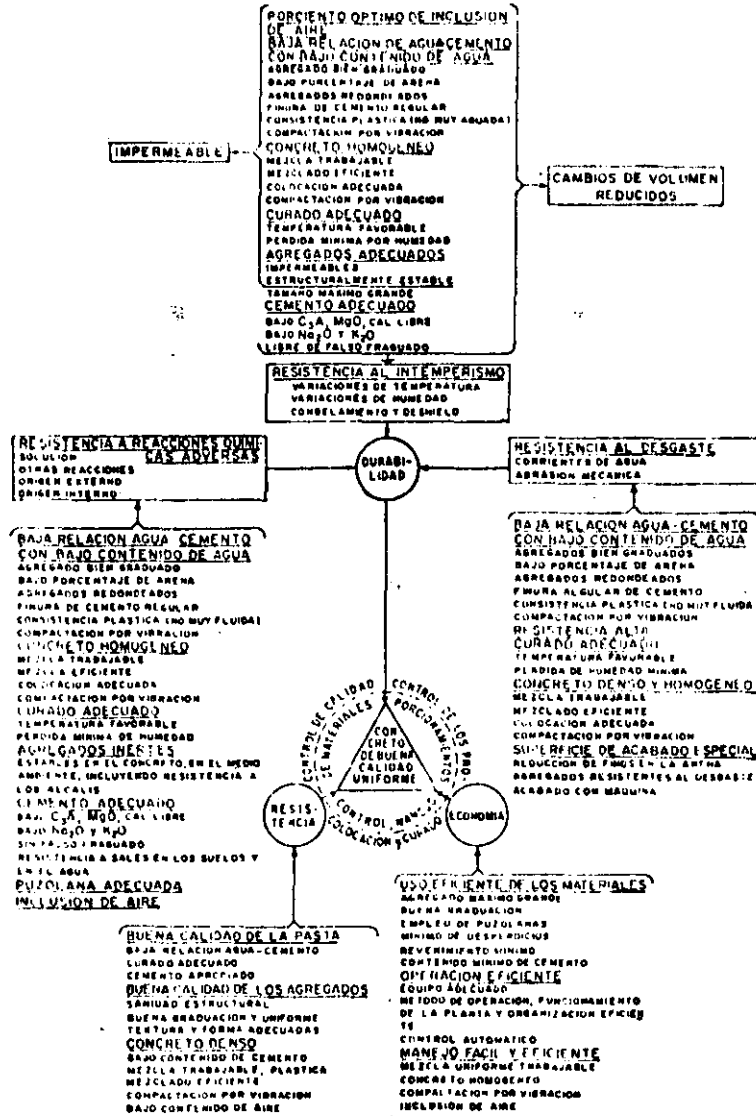 PORCIENTO OPTIMO DE INCLUSION
DE AIRE
BAJA RELACION DE AGUA CEMENTO
CON BAJO CONTENIDO DE AGUA
AGREGADO BIEN GRADUADO
BAJO PORCENTAJE DE ARENA
AGREGADOS REDONDEADOS
FINURA DE CEMENTO REGULAR
CONSISTENCIA PLASTICA (NO MUY AGUADA)
COMPACTACION POR VIBRACION
CONCRETO HOMOGENEO
MEZCLA TRABAJABLE
MEZCLADO EFICIENTE
COLOCACION ADECUADA
COMPACTACION POR VIBRACION
CURADO ADECUADO
TEMPERATURA FAVORABLE
PERDIDA MINIMA POR HUMEDAD
AGREGADOS ADECUADOS
IMPERMEABLES
ESTRUCTURALMENTE ESTABLE
TAMAÑO MAXIMO GRANDE
CEMENTO ADECUADO
BAJO C₃A, MgO, CAL LIBRE
BAJO Na₂O Y K₂O
LIBRE DE FALSO FRAGUADO
IMPERMEABLE
CAMBIOS DE VOLUMEN
REDUCIDOS
RESISTENCIA AL INTEMPERISMO
VARIACIONES DE TEMPERATURA
VARIACIONES DE HUMEDAD
CONGELAMIENTO Y DESHIELO
RESISTENCIA A REACCIONES QUIMI-
SOLUCION CAS ADVERSAS
OTRAS REACCIONES
ORIGEN EXTERNO
ORIGEN INTERNO
DURABI-
LIDAD
RESISTENCIA AL DESGASTE
CORRIENTES DE AGUA
ABRASION MECANICA
BAJA RELACION AGUA CEMENTO
CON BAJO CONTENIDO DE AGUA
AGREGADO BIEN GRADUADO
BAJO PORCENTAJE DE ARENA
AGREGADOS REDONDEADOS
FINURA DE CEMENTO REGULAR
CONSISTENCIA PLASTICA (NO MUY FLUIDA)
COMPACTACION POR VIBRACION
CONCRETO HOMOGENEO
MEZCLA TRABAJABLE
MEZCLA EFICIENTE
COLOCACION ADECUADA
COMPACTACION POR VIBRACION
CURADO ADECUADO
TEMPERATURA FAVORABLE
PERDIDA MINIMA DE HUMEDAD
AGREGADOS INERTES
ESTABLES EN EL CONCRETO, EN EL MEDIO
AMBIENTE, INCLUYENDO RESISTENCIA A
LOS ALCALIS
CEMENTO ADECUADO
BAJO C₃A, MgO, CAL LIBRE
BAJO Na₂O y K₂O
SIN FALSO FRAGUADO
RESISTENCIA A SALES EN LOS SUELOS Y
EN EL AGUA
PUZOLANA ADECUADA
INCLUSION DE AIRE
BAJA RELACION AGUA-CEMENTO
CON BAJO CONTENIDO DE AGUA
AGREGADOS BIEN GRADUADOS
BAJO PORCENTAJE DE ARENA
AGREGADOS REDONDEADOS
FINURA DE CEMENTO
CONSISTENCIA PLASTICA (NO MUY FLUIDA
COMPACTACION POR VIBRACION
RESISTENCIA ALTA
CURADO ADECUADO
TEMPERATURA FAVORABLE
PERDIDA DE HUMEDAD MINIMA
CONCRETO DENSO Y HOMOGENEO
MEZCLA TRABAJABLE
MEZCLADO EFICIENTE
COLOCACION ADECUADA
COMPACTACION POR VIBRACION
SUPERFICIE DE ACABADO ESPECIAL
REDUCCION DE FINOS EN LA ARENA
AGREGADOS RESISTENTES AL DESGASTE
ACABADO CON MAQUINA
CONTROL DE CALIDAD
DE MATERIALES
CONTROL DE LOS PRO-
PORCIONAMIENTOS
CONTROL, MANEJO,
COLOCACION y CURADO
CON-
CRETO
DE BUENA
CALIDAD
UNIFORME
RESIS-
TENCIA
ECONOMIA
BUENA CALIDAD DE LA PASTA
BAJA RELACION AGUA-CEMENTO
CURADO ADECUADO
CEMENTO APROPIADO
BUENA CALIDAD DE LOS AGREGADOS
SANIDAD ESTRUCTURAL
BUENA GRADUACION Y UNIFORME
TEXTURA Y FORMA ADECUADAS
CONCRETO DENSO
BAJO CONTENIDO DE CEMENTO
MEZCLA TRABAJABLE, PLASTICA
MEZCLADO EFICIENTE
COMPACTACION POR VIBRACION
BAJO CONTENIDO DE AIRE
USO EFICIENTE DE LOS MATERIALES
AGREGADO MAXIMO GRANDE
BUENA GRADUACION
EMPLEO DE PUZOLANAS
MINIMO DE DESPERDICIOS
REVENIMIENTO MINIMO
CONTENIDO MINIMO DE CEMENTO
OPERACION EFICIENTE
EQUIPO ADECUADO
METODO DE OPERACION, FUNCIONAMIENTO
DE LA PLANTA Y ORGANIZACION EFICIEN
TE
CONTROL AUTOMATICO
MANEJO FACIL Y EFICIENTE
MEZCLA UNIFORME TRABAJABLE
CONCRETO HOMOGENEO
COMPACTACION POR VIBRACION
INCLUSION DE AIRE